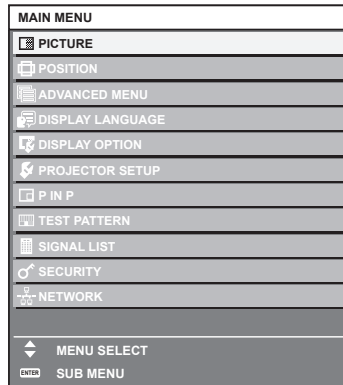 MAIN MENU
PICTURE
POSITION
ADVANCED MENU
DISPLAY LANGUAGE
DISPLAY OPTION
PROJECTOR SETUP
P IN P
TEST PATTERN
SIGNAL LIST
SECURITY
NETWORK
MENU SELECT
ENTER SUB MENU